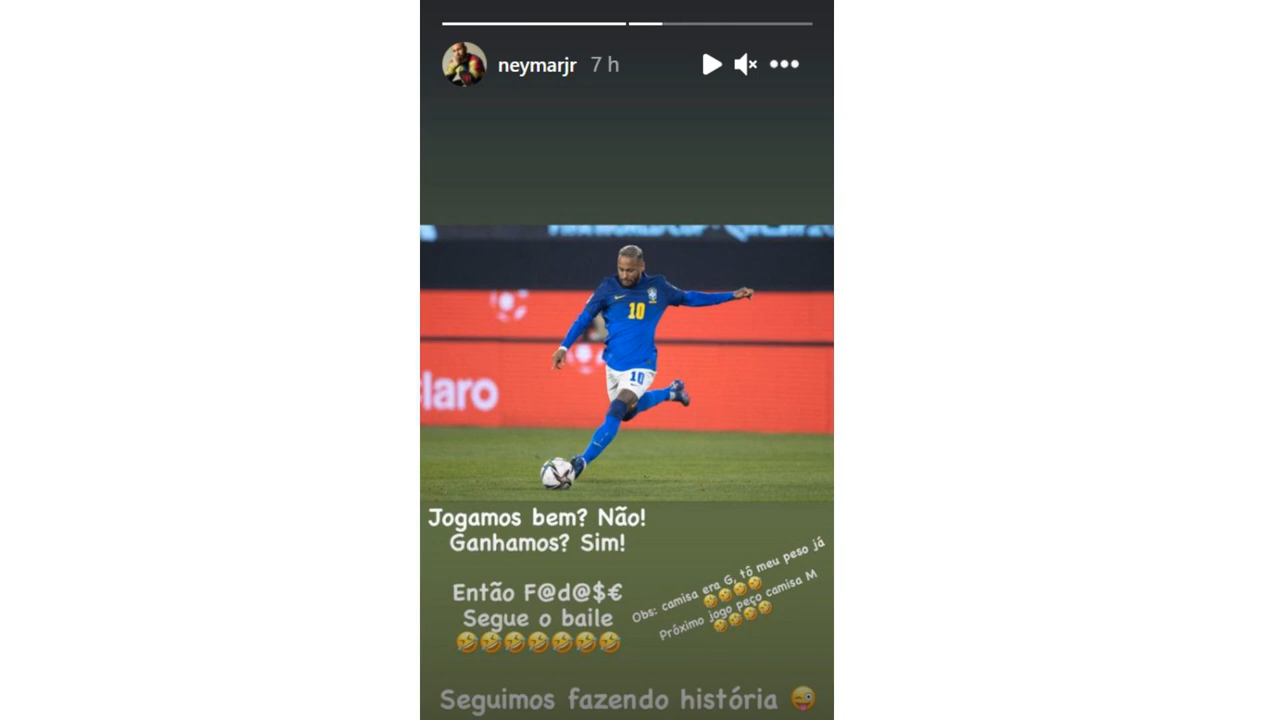 neymarjr 7 h
laro
10
10
Jogamos bem? Não!
Ganhamos? Sim!
Então F@d@$€
Segue o baile
🤣🤣🤣🤣🤣🤣🤣
Obs: camisa era G, tô meu peso já
🤣🤣🤣🤣
Próximo jogo peço camisa M
🤣🤣🤣🤣
Seguimos fazendo história 😜